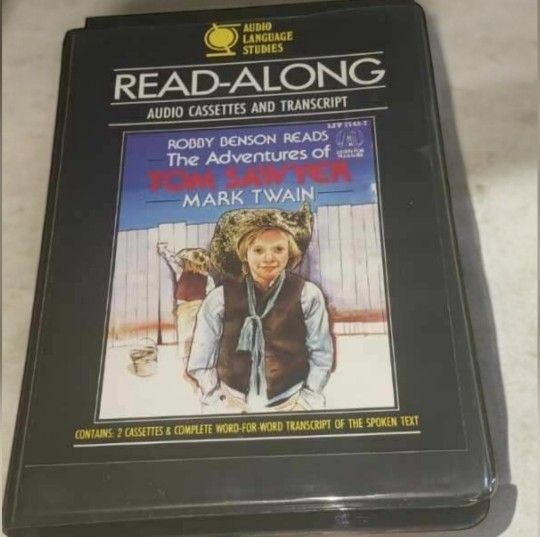 AUDIO
LANGUAGE
STUDIES
READ-ALONG
AUDIO CASSETTES AND TRANSCRIPT
ROBBY BENSON READS
The Adventures of
TOM SAWYER
MARK TWAIN
CONTAINS: 2 CASSETTES & COMPLETE WORD-FOR-WORD TRANSCRIPT OF THE SPOKEN TEXT